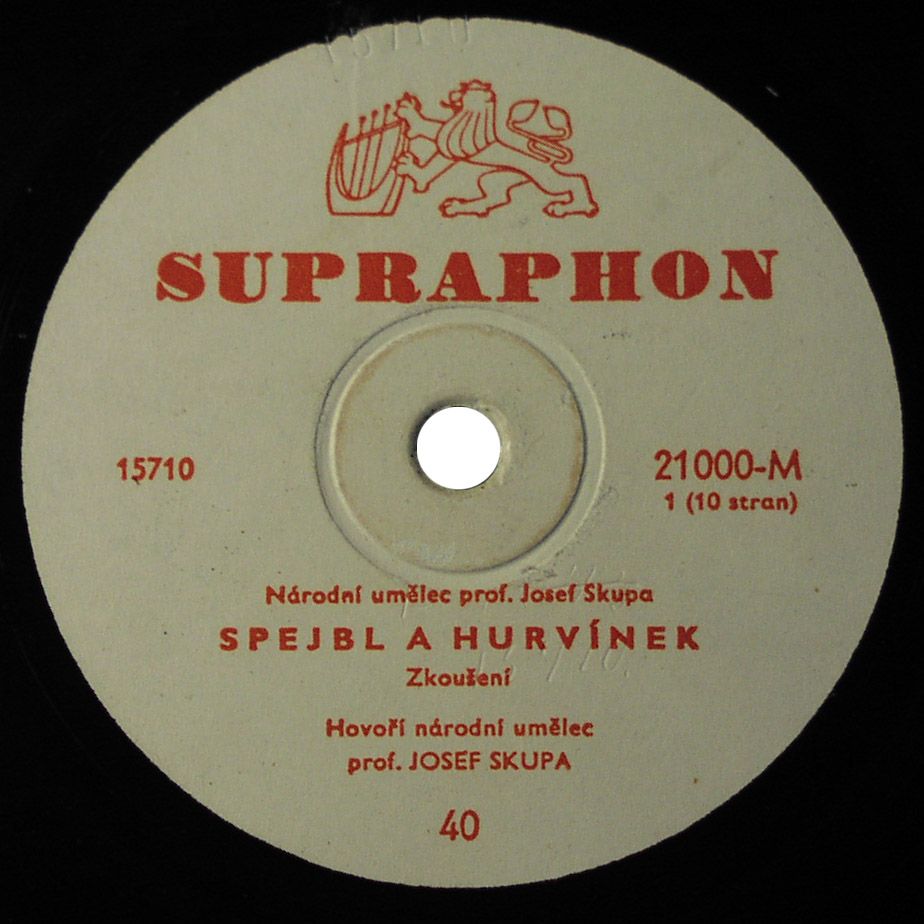 15710
SUPRAPHON
15710
21000-M
1 (10 stran)
Národní umělec prof. Josef Skupa
SPEJBL A HURVÍNEK
Zkoušení
Hovoří národní umělec
prof. JOSEF SKUPA
40